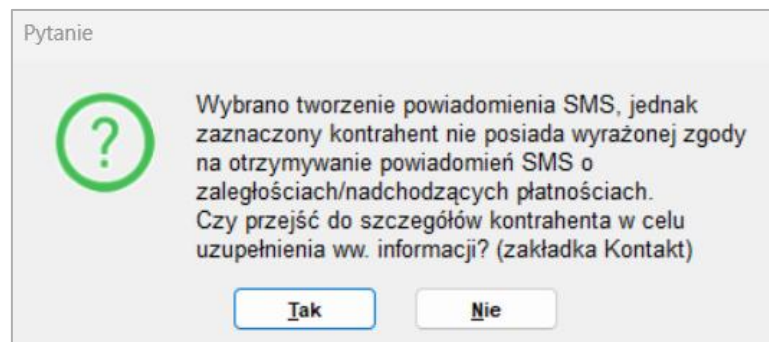 Pytanie
Wybrano tworzenie powiadomienia SMS, jednak
zaznaczony kontrahent nie posiada wyrażonej zgody
na otrzymywanie powiadomień SMS o
zaległościach/nadchodzących płatnościach.
Czy przejść do szczegółów kontrahenta w celu
uzupełnienia ww. informacji? (zakładka Kontakt)
Tak Nie